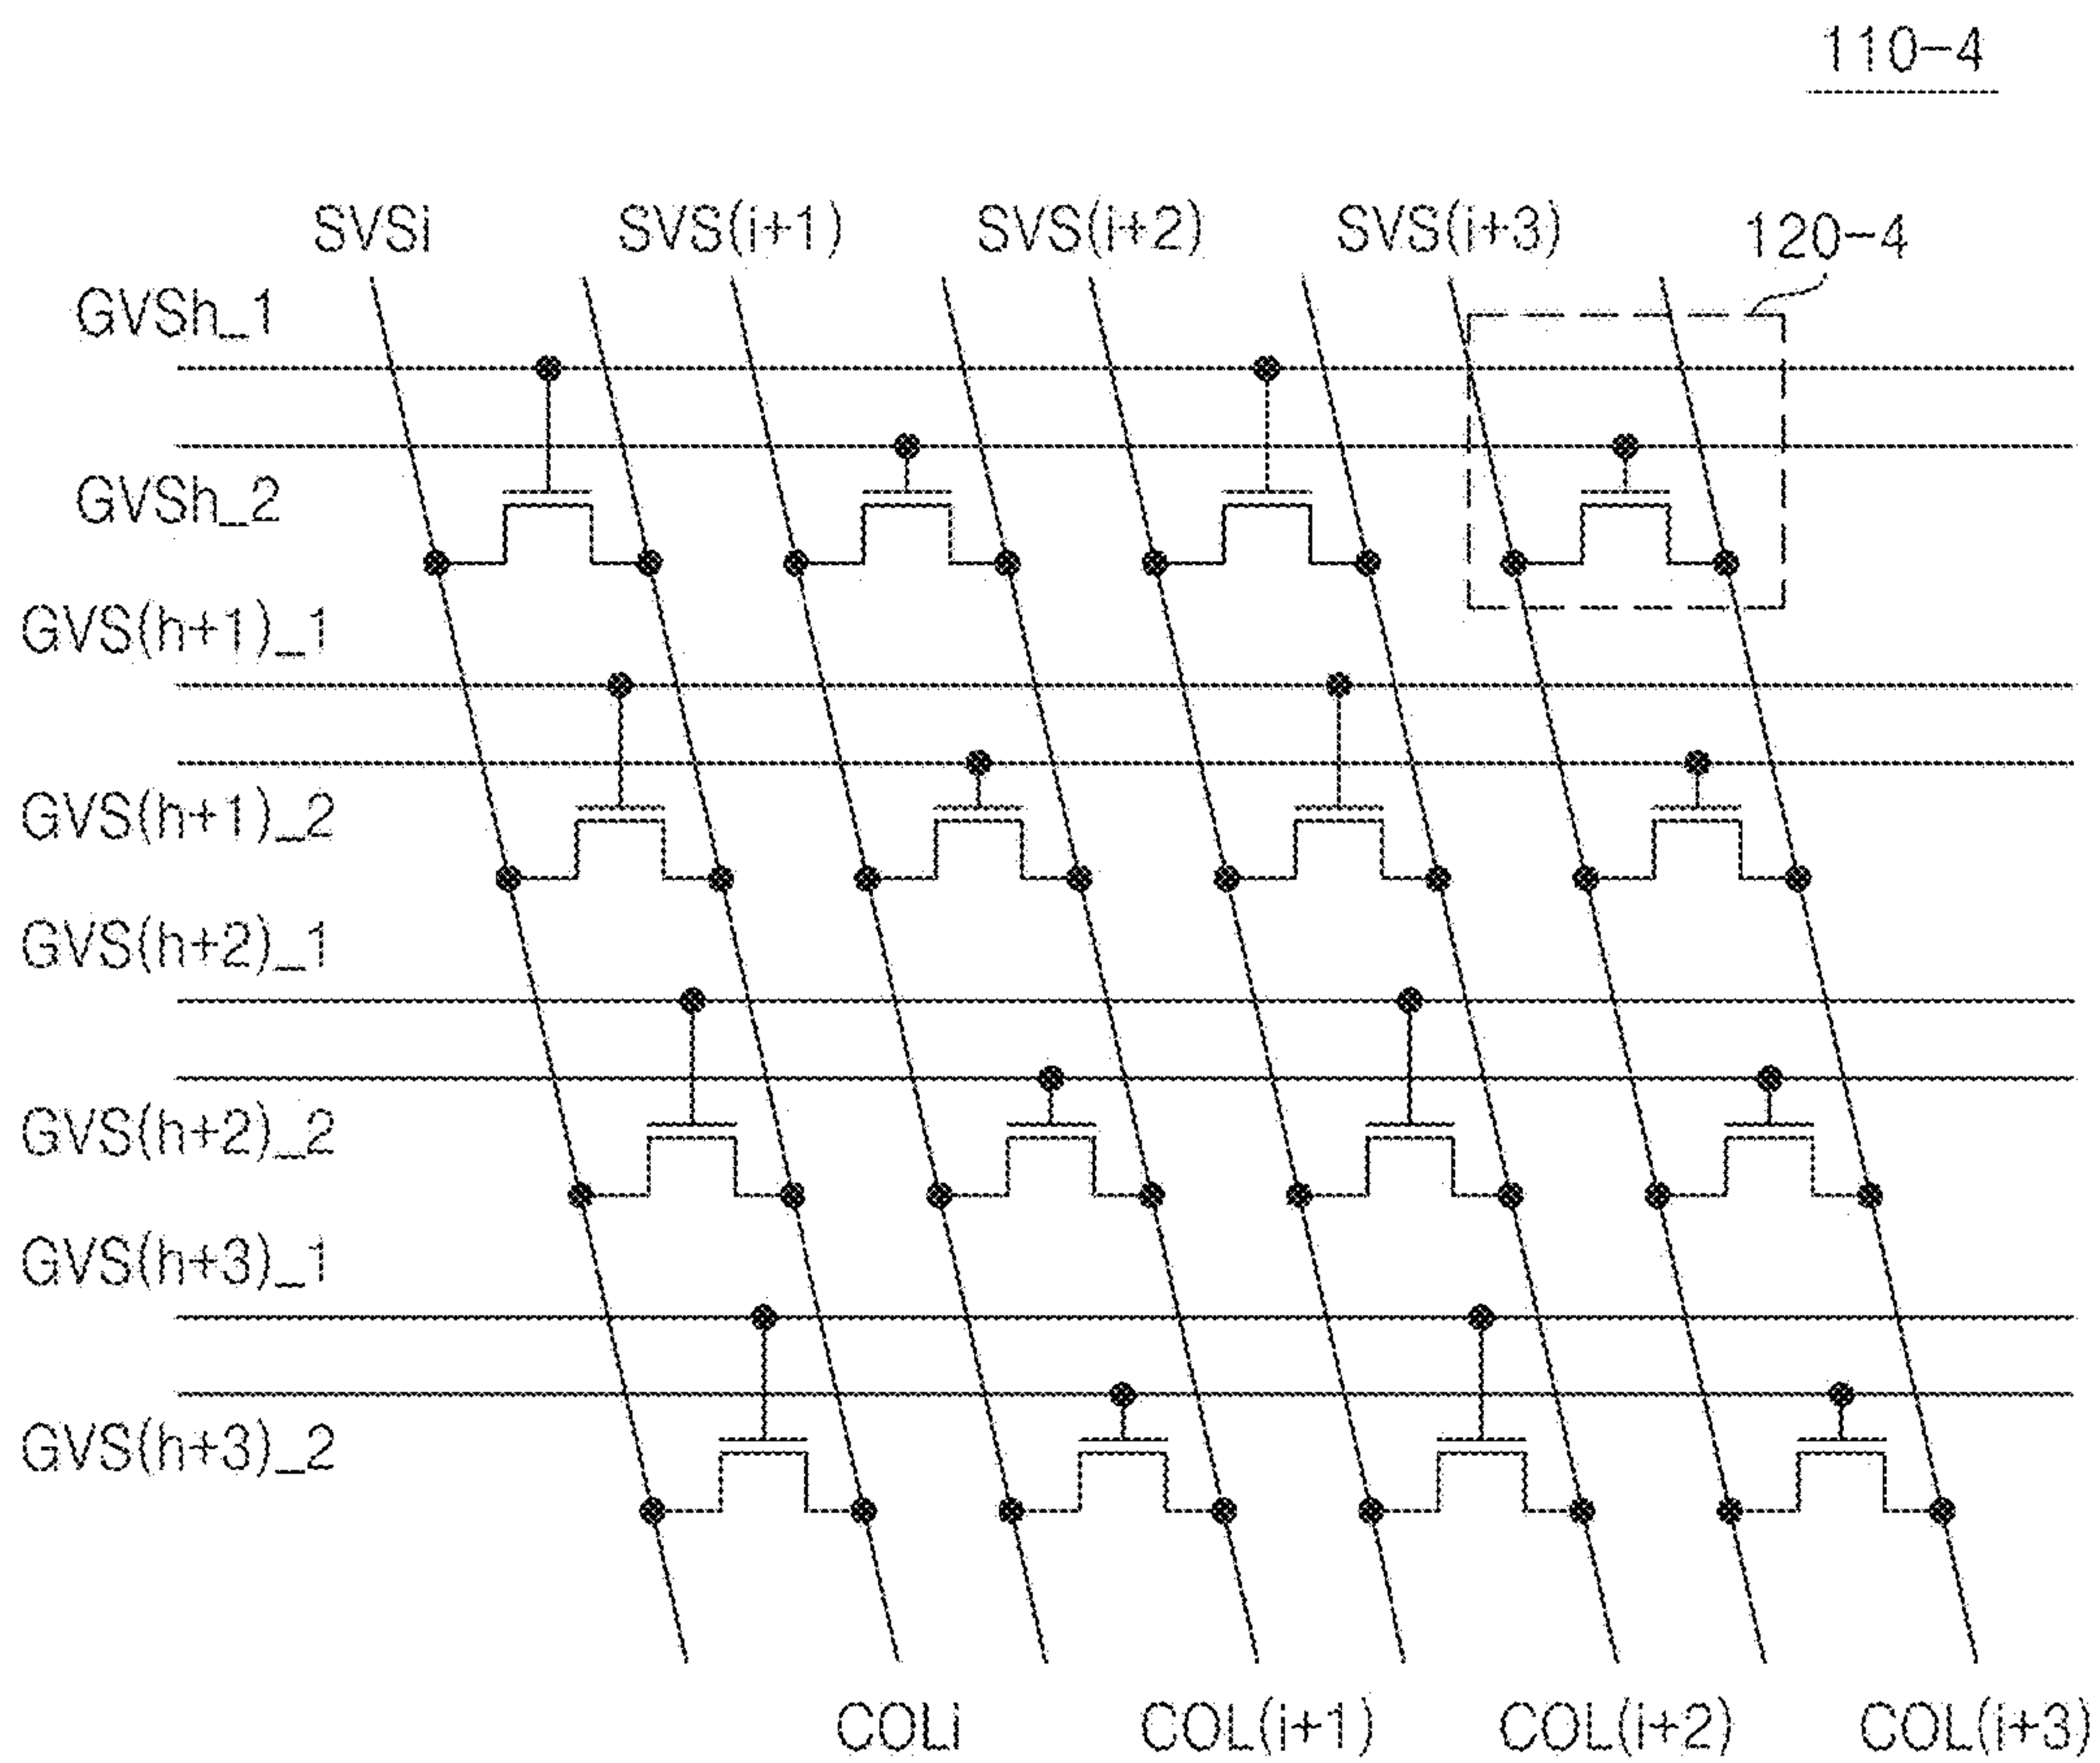 110-4
SVSi SVS(i+1) SVS(i+2) SVS(i+3) 120-4
GVSh_1
GVSh_2
GVS(h+1)_1
GVS(h+1)_2
GVS(h+2)_1
GVS(h+2)_2
GVS(h+3)_1
GVS(h+3)_2
COLi COL(i+1) COL(i+2) COL(i+3)